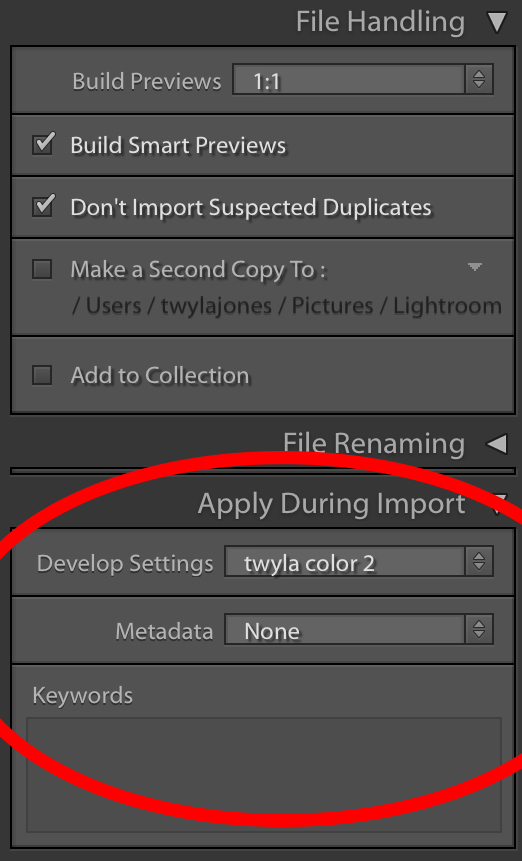 File Handling
Build Previews 1:1
Build Smart Previews
Don't Import Suspected Duplicates
Make a Second Copy To :
/ Users / twylajones / Pictures / Lightroom
Add to Collection
File Renaming
Apply During Import
Develop Settings twyla color 2
Metadata None
Keywords